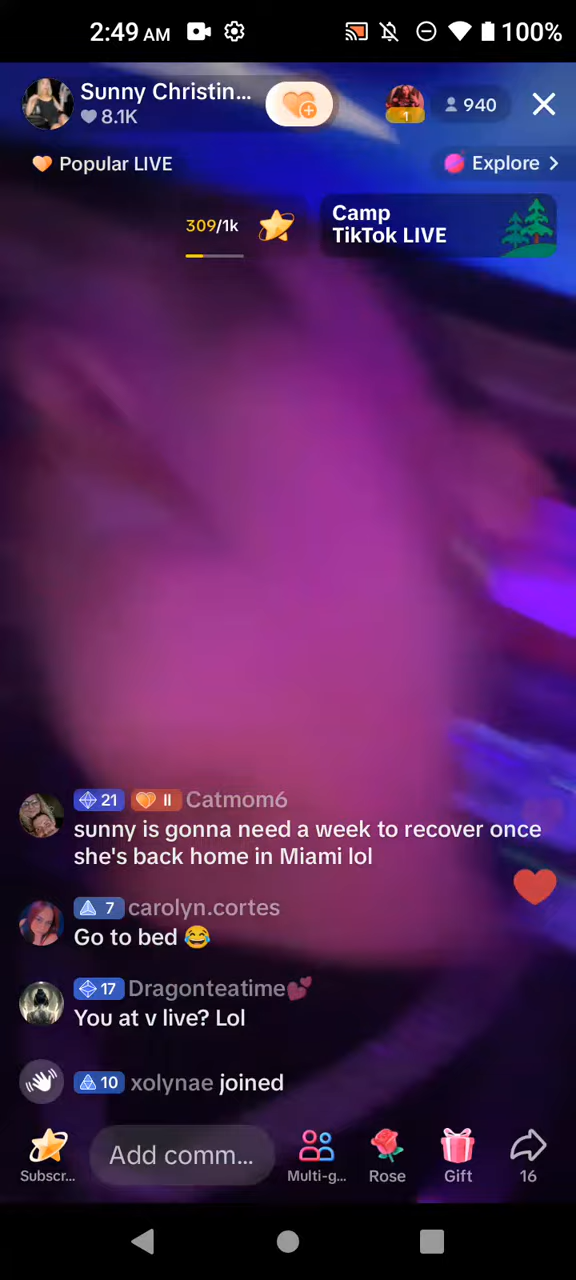 2:49 AM
100%
Sunny Christin...
8.1K
1
940
Popular LIVE
Explore >
309/1k
Camp
TikTok LIVE
21 II Catmom6
sunny is gonna need a week to recover once
she's back home in Miami lol
7 carolyn.cortes
Go to bed 😂
17 Dragonteatime💕
You at v live? Lol
10 xolynae joined
Add comm...
Subscr...
Multi-g...
Rose
Gift
16